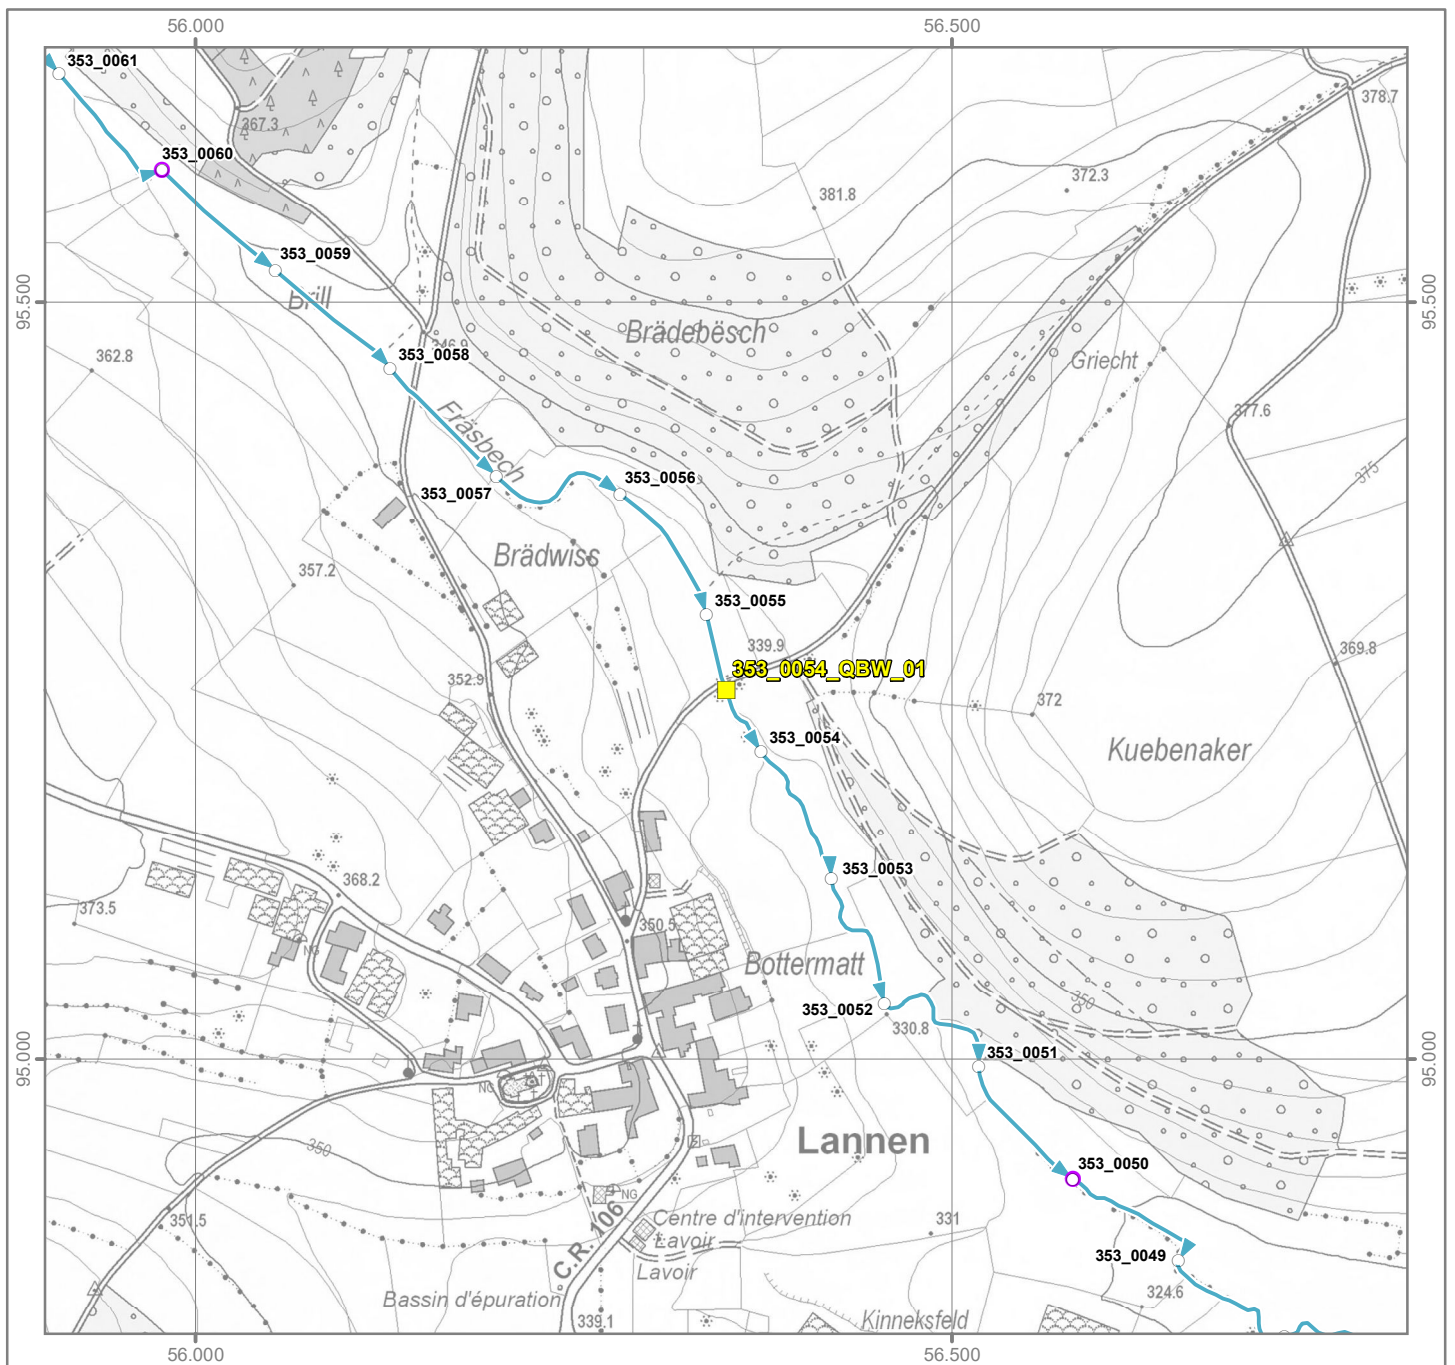 56.000
56.500
353_0061
378.7
367.3
353_0060
372.3
381.8
353_0059
Brill
95.500
95.500
Brädebësch
346.9
353_0058
362.8
Griecht
377.6
Fräsbech
375
353_0056
353_0057
Brädwiss
357.2
353_0055
339.9
369.8
353_0054_QBW_01
352.9
372
353_0054
Kuebenaker
353_0053
368.2
373.5
350.5
NG
Bottermatt
350
353_0052
330.8
353_0051
95.000
95.000
NG
Lannen
350
353_0050
NG
351.5
Centre d'intervention
331
C.R. 106
Lavoir
353_0049
Lavoir
324.6
Bassin d'épuration
339.1
Kinneksfeld
56.000
56.500